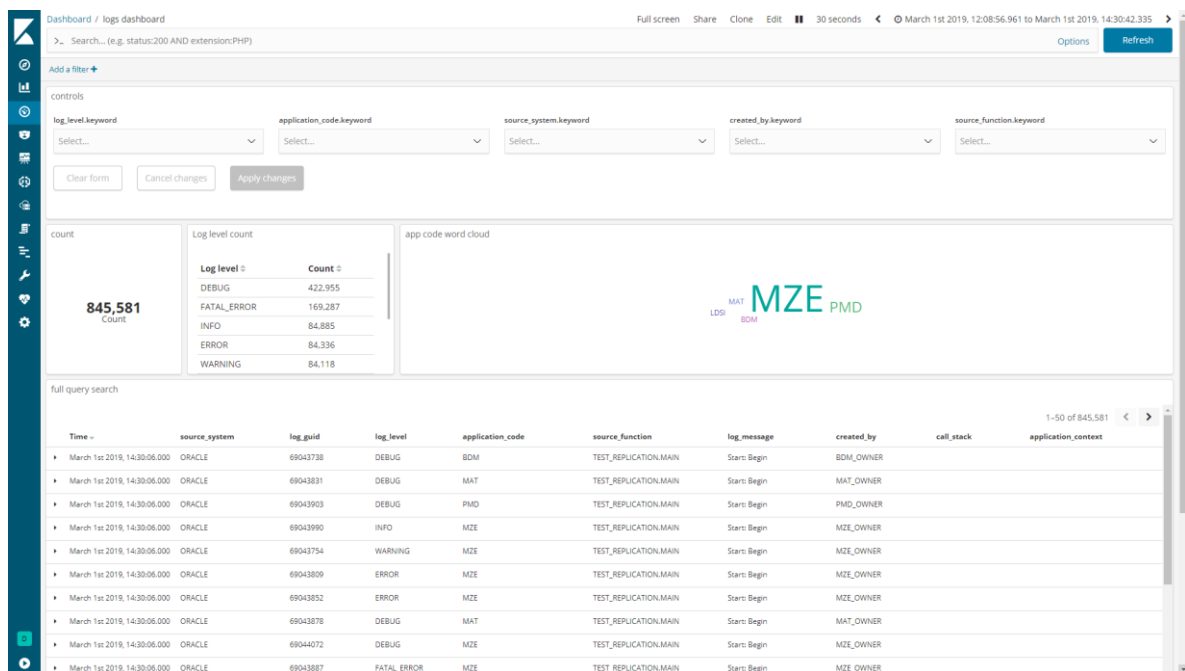 Dashboard / logs dashboard
Full screen Share Clone Edit 30 seconds March 1st 2019, 12:08:56.961 to March 1st 2019, 14:30:42.335
>_ Search... (e.g. status:200 AND extension:PHP) Options Refresh
Add a filter +
controls
log_level.keyword application_code.keyword source_system.keyword created_by.keyword source_function.keyword
Select... Select... Select... Select... Select...
Clear form Cancel changes Apply changes
count
845,581
Count
Log level count
Log level Count
DEBUG 422,955
FATAL_ERROR 169,287
INFO 84,885
ERROR 84,336
WARNING 84,118
app code word cloud
MAT MZE PMD
LDSI BDM
full query search
1–50 of 845,581
Time source_system log_guid log_level application_code source_function log_message created_by call_stack application_context
March 1st 2019, 14:30:06.000 ORACLE 69043738 DEBUG BDM TEST_REPLICATION.MAIN Start: Begin BDM_OWNER
March 1st 2019, 14:30:06.000 ORACLE 69043831 DEBUG MAT TEST_REPLICATION.MAIN Start: Begin MAT_OWNER
March 1st 2019, 14:30:06.000 ORACLE 69043903 DEBUG PMD TEST_REPLICATION.MAIN Start: Begin PMD_OWNER
March 1st 2019, 14:30:06.000 ORACLE 69043990 INFO MZE TEST_REPLICATION.MAIN Start: Begin MZE_OWNER
March 1st 2019, 14:30:06.000 ORACLE 69043754 WARNING MZE TEST_REPLICATION.MAIN Start: Begin MZE_OWNER
March 1st 2019, 14:30:06.000 ORACLE 69043809 ERROR MZE TEST_REPLICATION.MAIN Start: Begin MZE_OWNER
March 1st 2019, 14:30:06.000 ORACLE 69043852 ERROR MZE TEST_REPLICATION.MAIN Start: Begin MZE_OWNER
March 1st 2019, 14:30:06.000 ORACLE 69043878 DEBUG MAT TEST_REPLICATION.MAIN Start: Begin MAT_OWNER
March 1st 2019, 14:30:06.000 ORACLE 69044072 DEBUG MZE TEST_REPLICATION.MAIN Start: Begin MZE_OWNER
D
March 1st 2019, 14:30:06.000 ORACLE 69043887 FATAL_ERROR MZE TEST_REPLICATION.MAIN Start: Begin MZE_OWNER